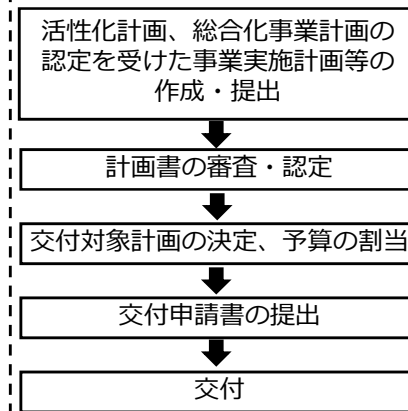 活性化計画、総合化事業計画の
認定を受けた事業実施計画等の
作成・提出
計画書の審査・認定
交付対象計画の決定、予算の割当
交付申請書の提出
交付